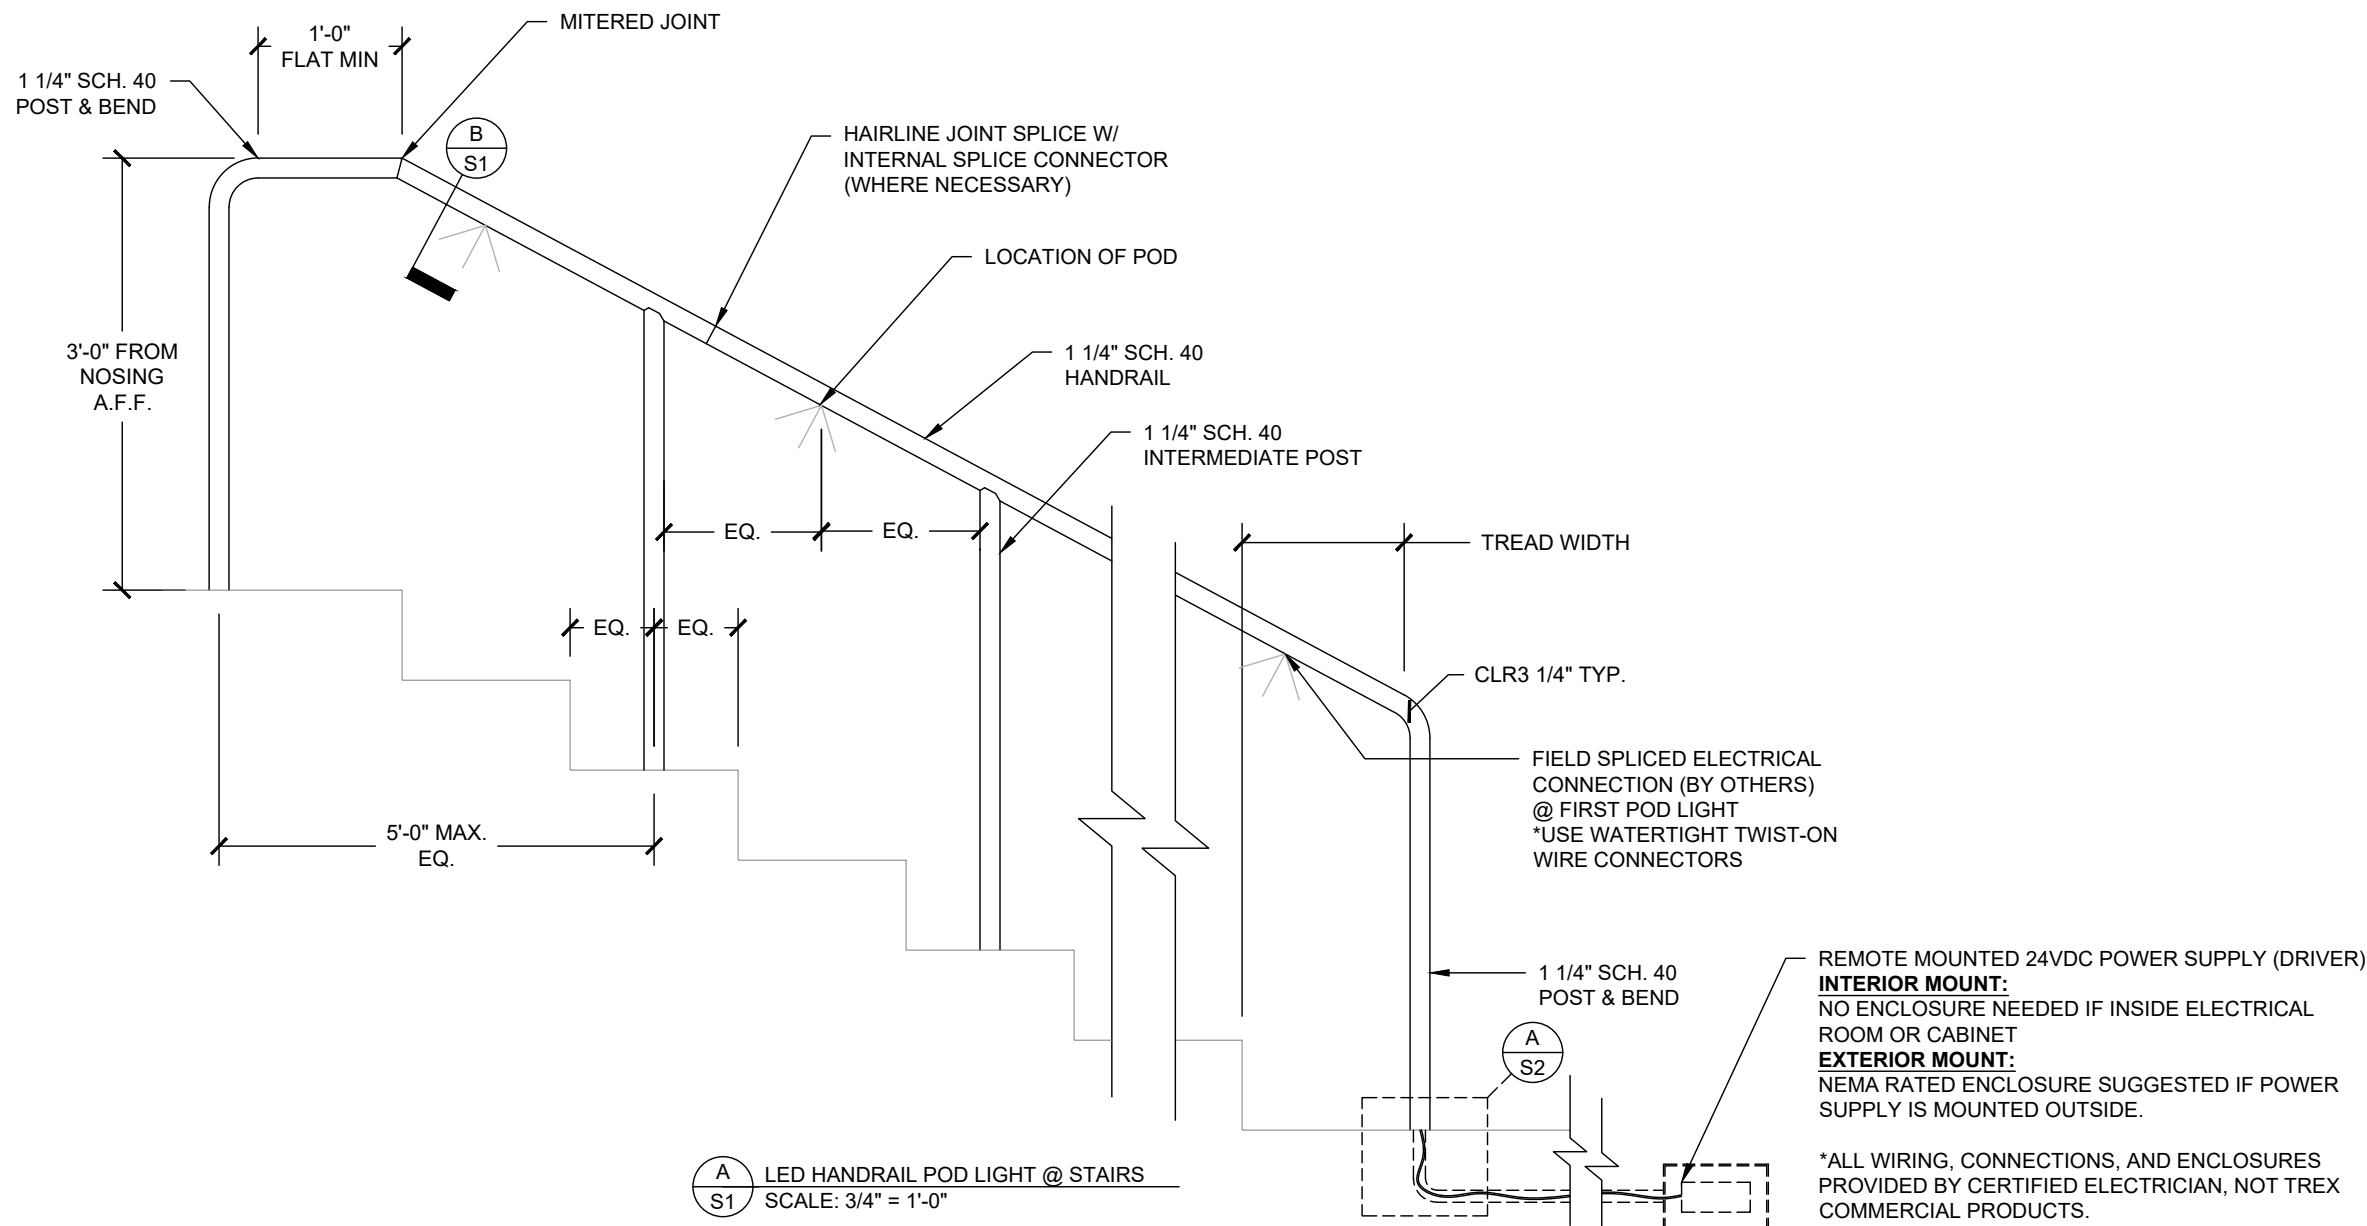 MITERED JOINT
1'-0"
FLAT MIN
1 1/4" SCH. 40
POST & BEND
B
S1
HAIRLINE JOINT SPLICE W/
INTERNAL SPLICE CONNECTOR
(WHERE NECESSARY)
LOCATION OF POD
3'-0" FROM
NOSING
A.F.F.
1 1/4" SCH. 40
HANDRAIL
1 1/4" SCH. 40
INTERMEDIATE POST
EQ.
EQ.
TREAD WIDTH
EQ.
EQ.
CLR3 1/4" TYP.
5'-0" MAX.
EQ.
FIELD SPLICED ELECTRICAL
CONNECTION (BY OTHERS)
@ FIRST POD LIGHT
*USE WATERTIGHT TWIST-ON
WIRE CONNECTORS
1 1/4" SCH. 40
POST & BEND
REMOTE MOUNTED 24VDC POWER SUPPLY (DRIVER)
INTERIOR MOUNT:
NO ENCLOSURE NEEDED IF INSIDE ELECTRICAL
ROOM OR CABINET
EXTERIOR MOUNT:
NEMA RATED ENCLOSURE SUGGESTED IF POWER
SUPPLY IS MOUNTED OUTSIDE.
*ALL WIRING, CONNECTIONS, AND ENCLOSURES
PROVIDED BY CERTIFIED ELECTRICIAN, NOT TREX
COMMERCIAL PRODUCTS.
A
S2
A
S1
LED HANDRAIL POD LIGHT @ STAIRS
SCALE: 3/4" = 1'-0"